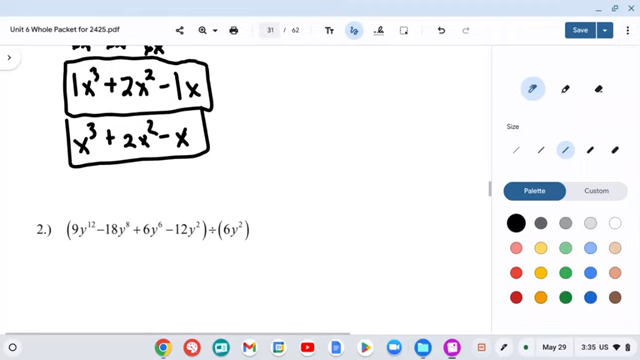 Unit 6 Whole Packet for 2425.pdf
31 / 62
Save
1x³ + 2x² - 1x
x³ + 2x² - x
Size
Palette
Custom
2.) (9y¹² − 18y⁸ + 6y⁶ − 12y²) ÷ (6y²)
May 29
3:35 US